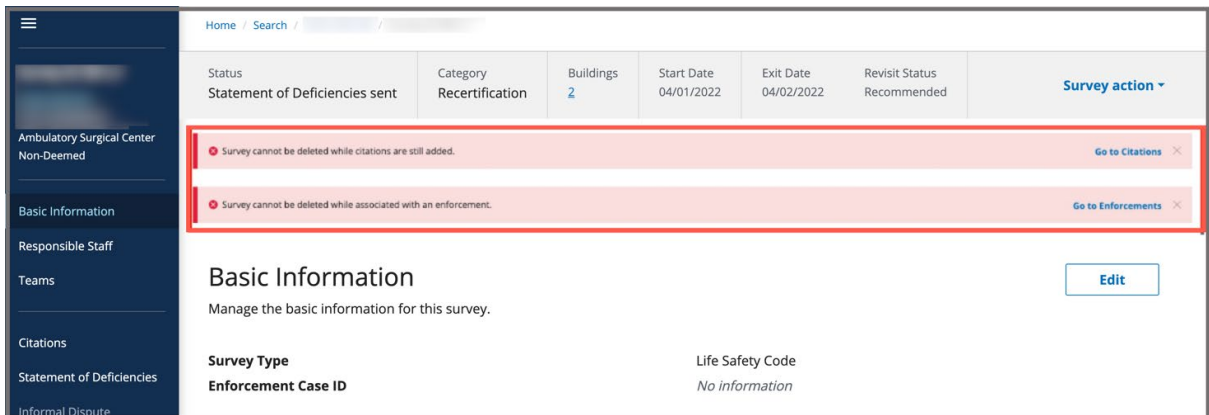 Home / Search / /
Ambulatory Surgical Center
Non-Deemed
Basic Information
Responsible Staff
Teams
Citations
Statement of Deficiencies
Informal Dispute
Status
Statement of Deficiencies sent
Category
Recertification
Buildings
2
Start Date
04/01/2022
Exit Date
04/02/2022
Revisit Status
Recommended
Survey action
Survey cannot be deleted while citations are still added. Go to Citations
Survey cannot be deleted while associated with an enforcement. Go to Enforcements
Basic Information
Edit
Manage the basic information for this survey.
Survey Type Life Safety Code
Enforcement Case ID No information